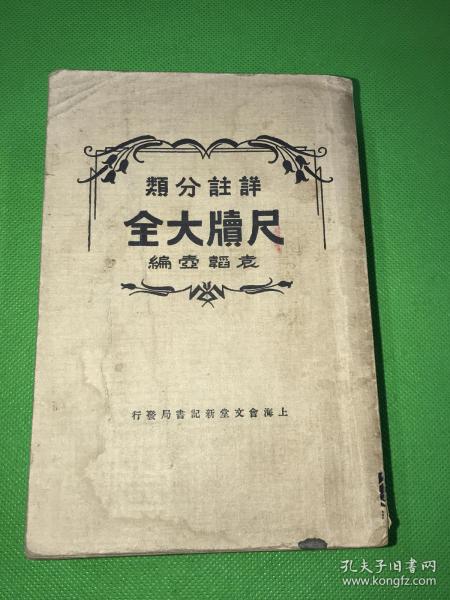 詳註分類
尺牘大全
袁韜壺編
上海會文堂新記書局發行
孔夫子旧书网
www.kongfz.com